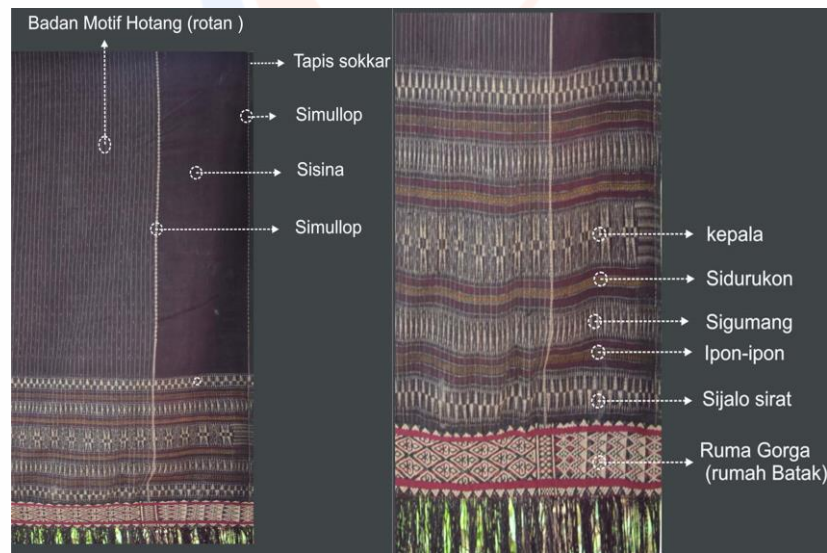 Badan Motif Hotang (rotan )
Tapis sokkar
Simullop
Sisina
Simullop
kepala
Sidurukon
Sigumang
Ipon-ipon
Sijalo sirat
Ruma Gorga
(rumah Batak)